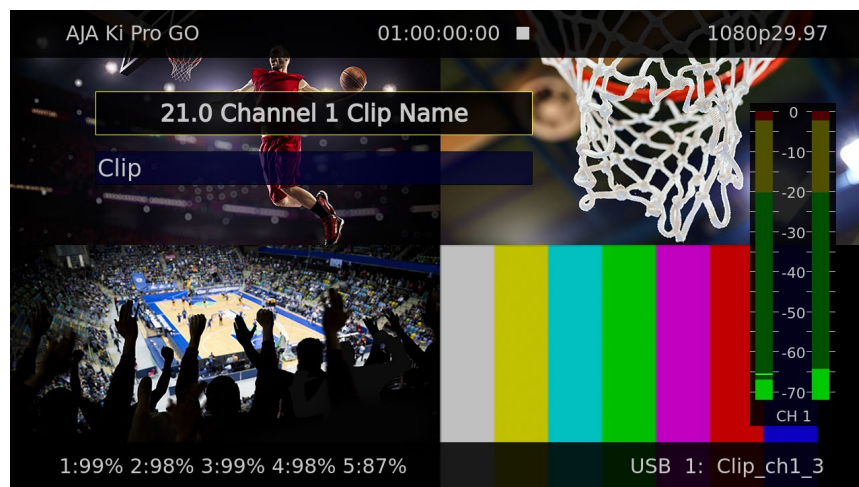 AJA Ki Pro GO 01:00:00:00 1080p29.97
21.0 Channel 1 Clip Name
Clip
0
-10
-20
-30
-40
-50
-60
-70
CH 1
1:99% 2:98% 3:99% 4:98% 5:87% USB 1: Clip_ch1_3